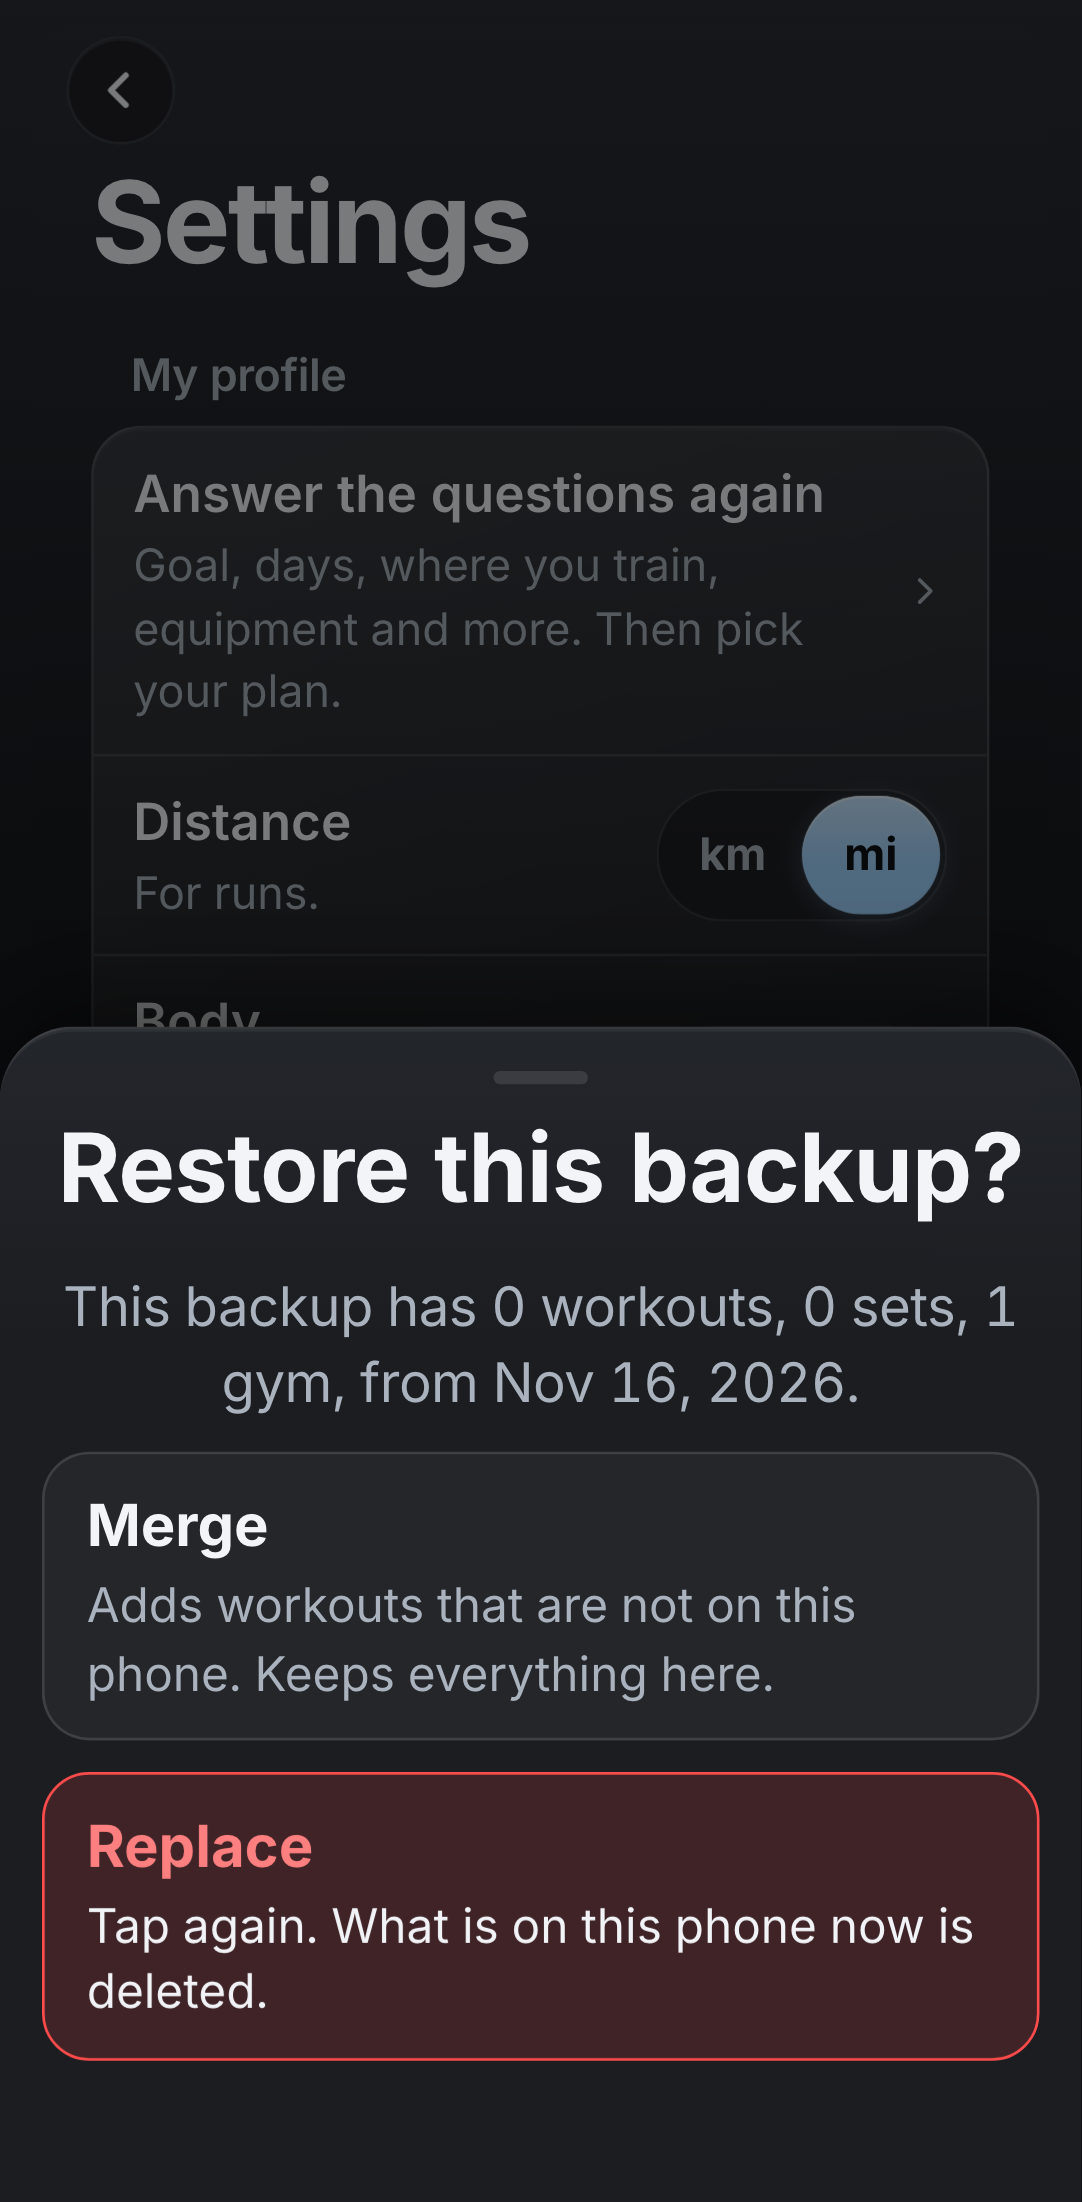 Settings
My profile
Answer the questions again
Goal, days, where you train,
equipment and more. Then pick
your plan.
Distance
For runs.
km
mi
Body
Restore this backup?
This backup has 0 workouts, 0 sets, 1
gym, from Nov 16, 2026.
Merge
Adds workouts that are not on this
phone. Keeps everything here.
Replace
Tap again. What is on this phone now is
deleted.